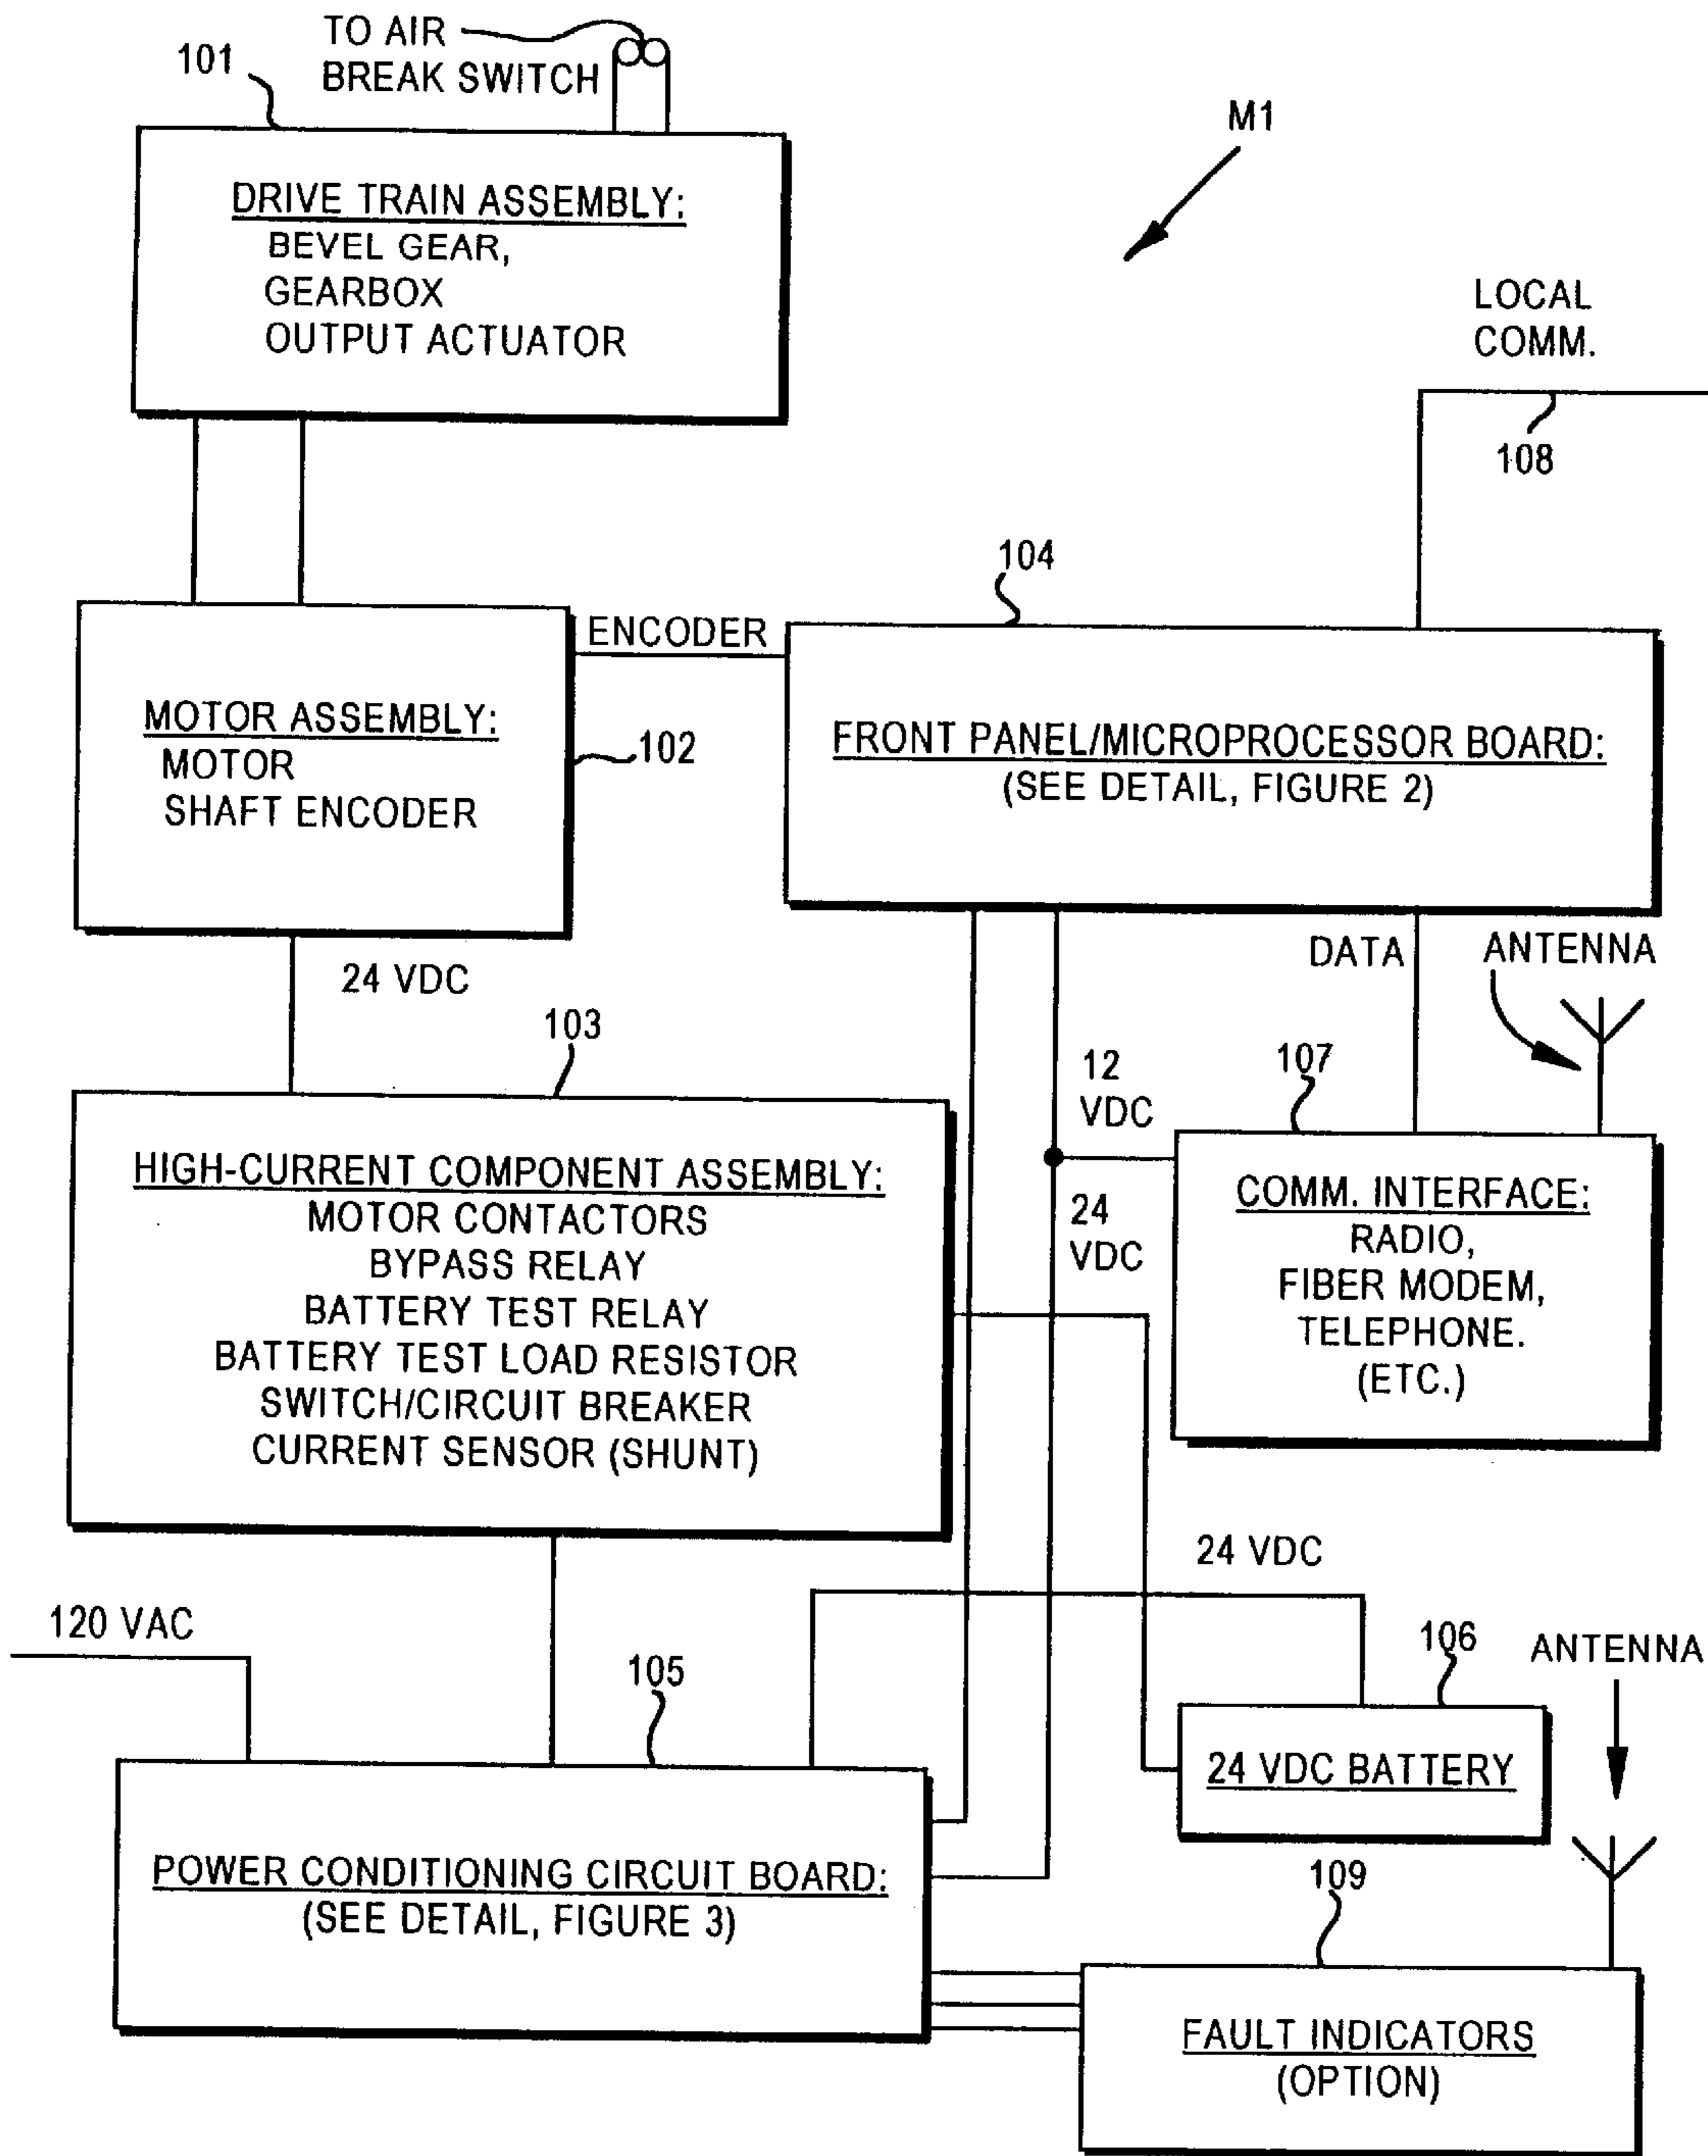 TO AIR
BREAK SWITCH
101
M1
DRIVE TRAIN ASSEMBLY:
BEVEL GEAR,
GEARBOX
OUTPUT ACTUATOR
LOCAL
COMM.
108
104
ENCODER
MOTOR ASSEMBLY:
MOTOR
SHAFT ENCODER
102
FRONT PANEL/MICROPROCESSOR BOARD:
(SEE DETAIL, FIGURE 2)
DATA
ANTENNA
24 VDC
103
12
VDC
107
HIGH-CURRENT COMPONENT ASSEMBLY:
MOTOR CONTACTORS
BYPASS RELAY
BATTERY TEST RELAY
BATTERY TEST LOAD RESISTOR
SWITCH/CIRCUIT BREAKER
CURRENT SENSOR (SHUNT)
24
VDC
COMM. INTERFACE:
RADIO,
FIBER MODEM,
TELEPHONE.
(ETC.)
24 VDC
120 VAC
105
106
ANTENNA
24 VDC BATTERY
POWER CONDITIONING CIRCUIT BOARD:
(SEE DETAIL, FIGURE 3)
109
FAULT INDICATORS
(OPTION)